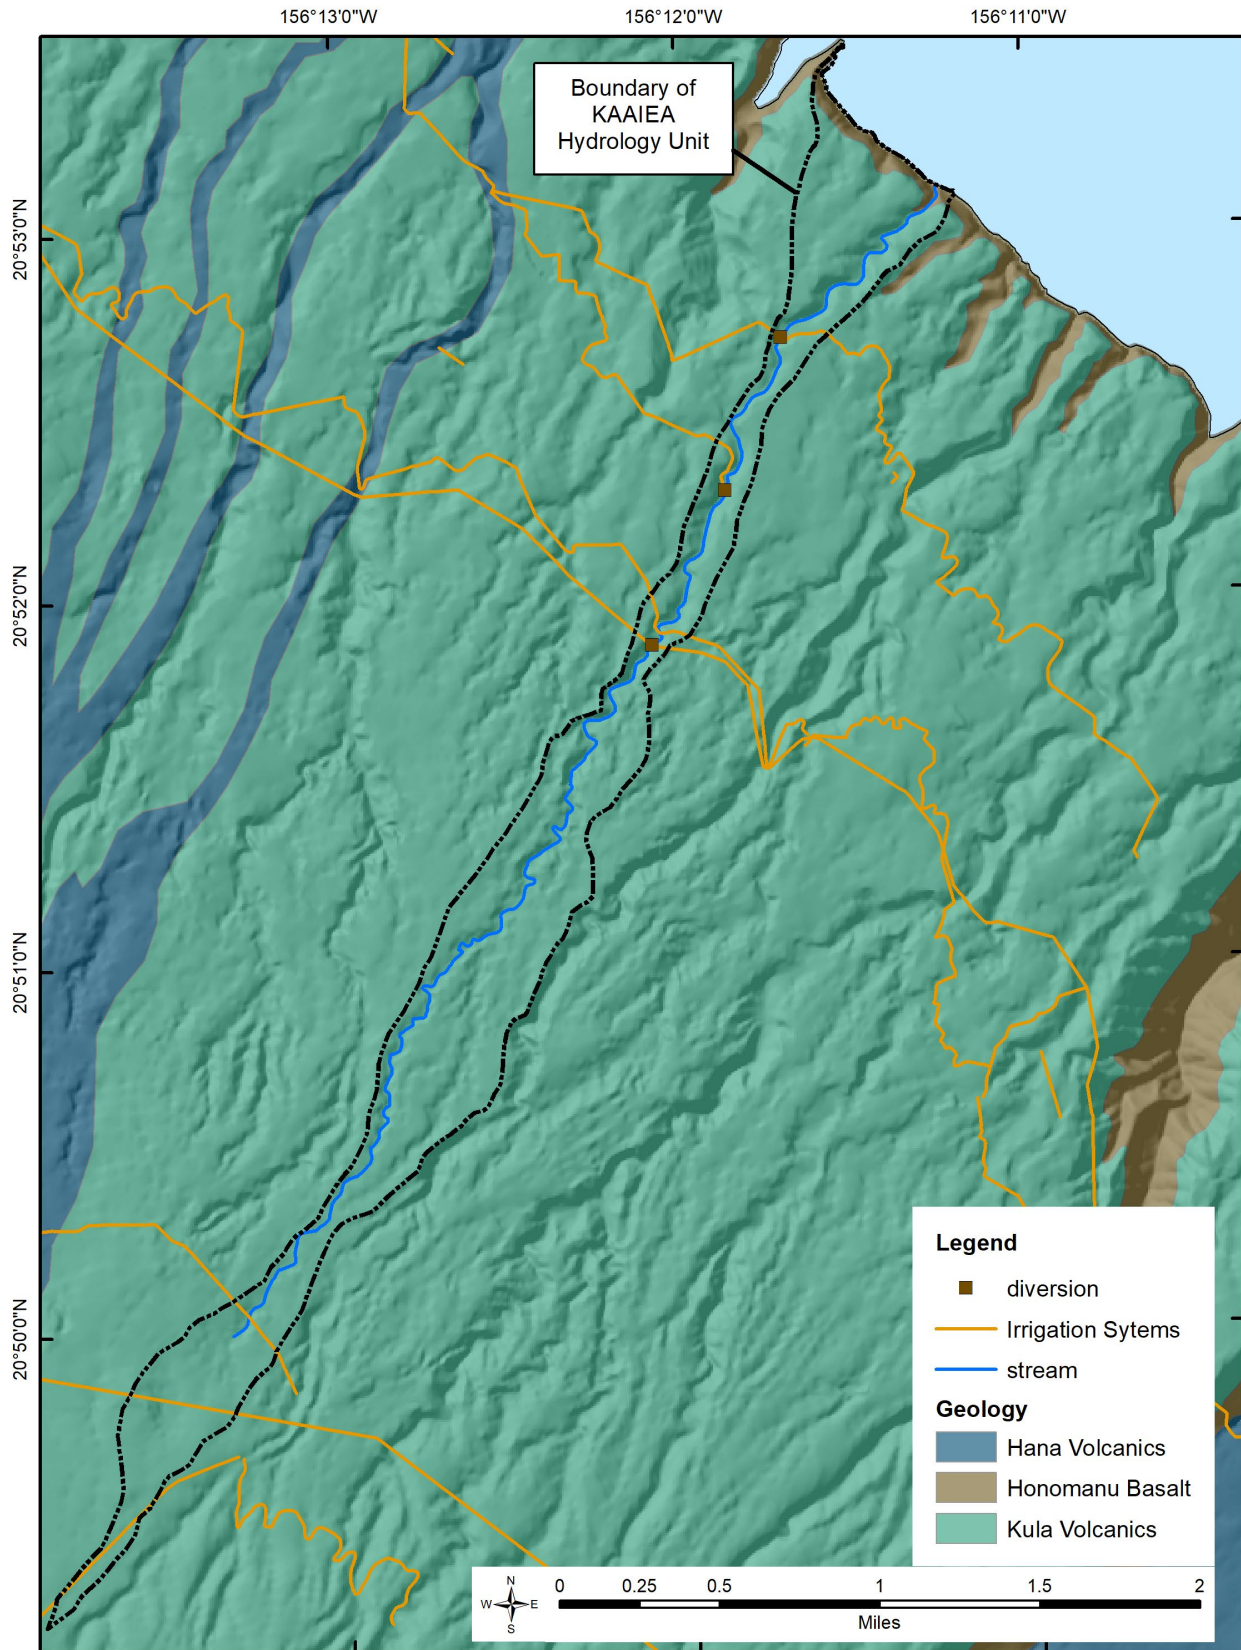 156°13'0"W
156°12'0"W
156°11'0"W
Boundary of
KAAIEA
Hydrology Unit
20°53'0"N
20°52'0"N
20°51'0"N
20°50'0"N
Legend
diversion
Irrigation Sytems
stream
Geology
Hana Volcanics
Honomanu Basalt
Kula Volcanics
N
W
E
S
0 0.25 0.5 1 1.5 2
Miles